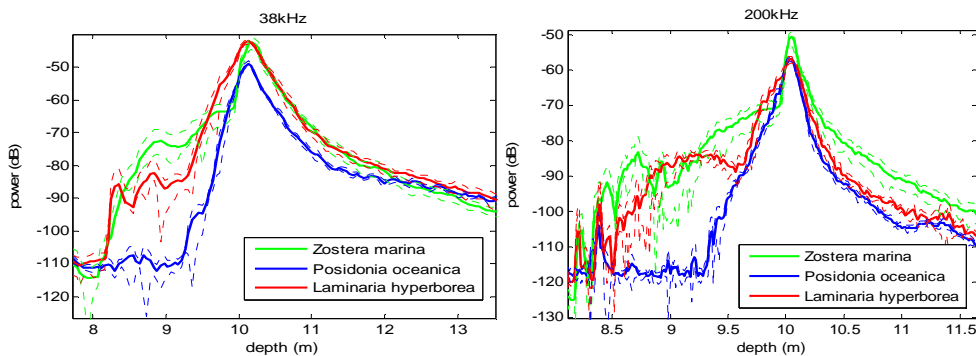 38kHz
power (dB)
-50
-60
-70
-80
-90
-100
-110
-120
8
9
10
11
12
13
depth (m)
Zostera marina
Posidonia oceanica
Laminaria hyperborea
200kHz
power (dB)
-50
-60
-70
-80
-90
-100
-110
-120
-130
8.5
9
9.5
10
10.5
11
11.5
depth (m)
Zostera marina
Posidonia oceanica
Laminaria hyperborea